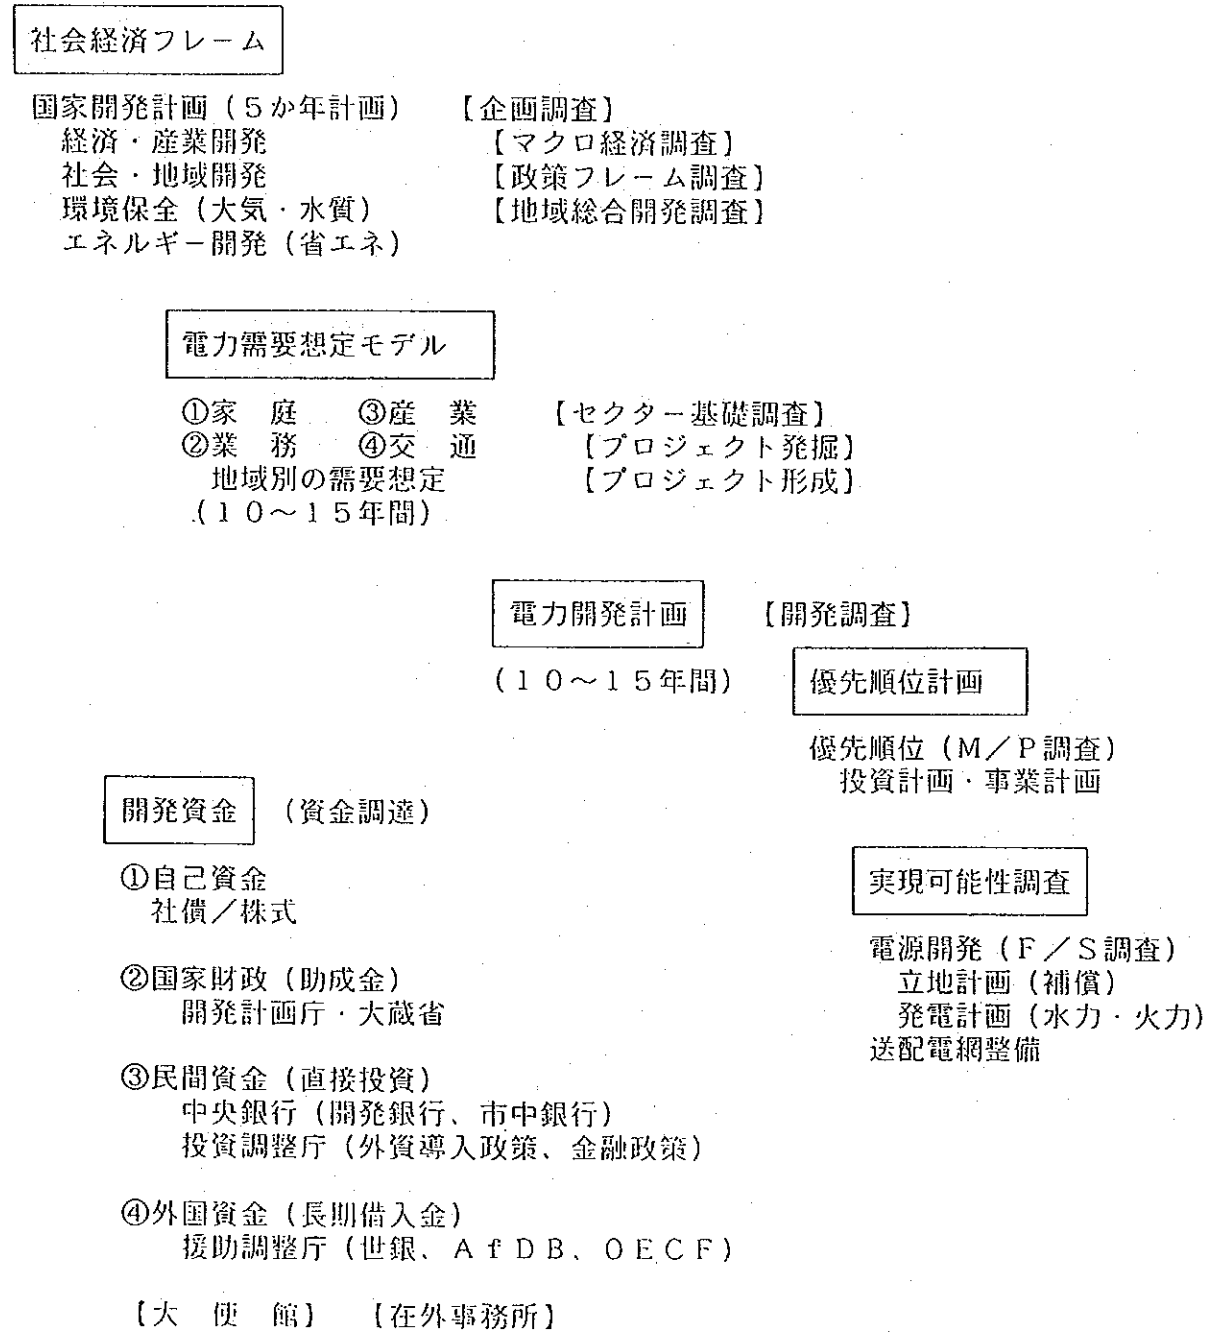 社会経済フレーム
国家開発計画（５か年計画） 【企画調査】
経済・産業開発 【マクロ経済調査】
社会・地域開発 【政策フレーム調査】
環境保全（大気・水質） 【地域総合開発調査】
エネルギー開発（省エネ）
電力需要想定モデル
①家　庭 ③産　業 【セクター基礎調査】
②業　務 ④交　通 【プロジェクト発掘】
地域別の需要想定 【プロジェクト形成】
（１０～１５年間）
電力開発計画 【開発調査】
（１０～１５年間） 優先順位計画
優先順位（Ｍ／Ｐ調査）
投資計画・事業計画
開発資金 （資金調達）
①自己資金 実現可能性調査
社債／株式
電源開発（Ｆ／Ｓ調査）
②国家財政（助成金） 立地計画（補償）
開発計画庁・大蔵省 発電計画（水力・火力）
送配電網整備
③民間資金（直接投資）
中央銀行（開発銀行、市中銀行）
投資調整庁（外資導入政策、金融政策）
④外国資金（長期借入金）
援助調整庁（世銀、ＡｆＤＢ、ＯＥＣＦ）
【大　使　館】 【在外事務所】